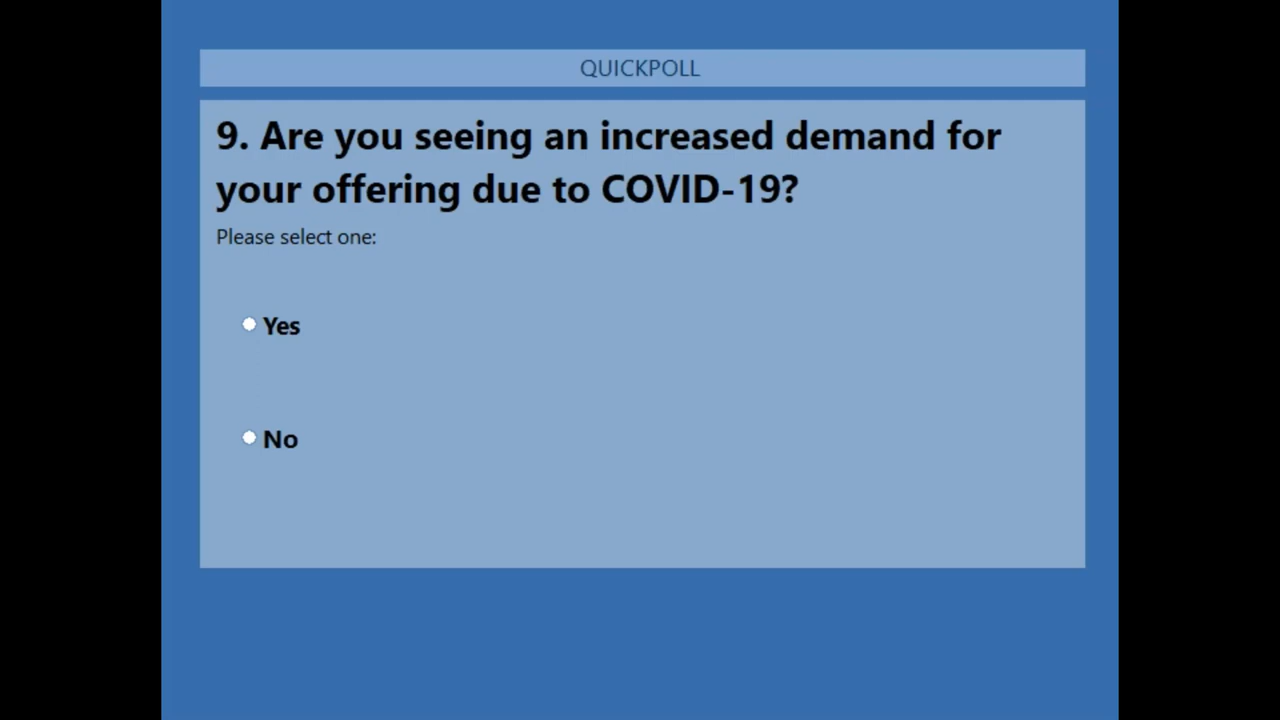 QUICKPOLL
9. Are you seeing an increased demand for
your offering due to COVID-19?
Please select one:
Yes
No